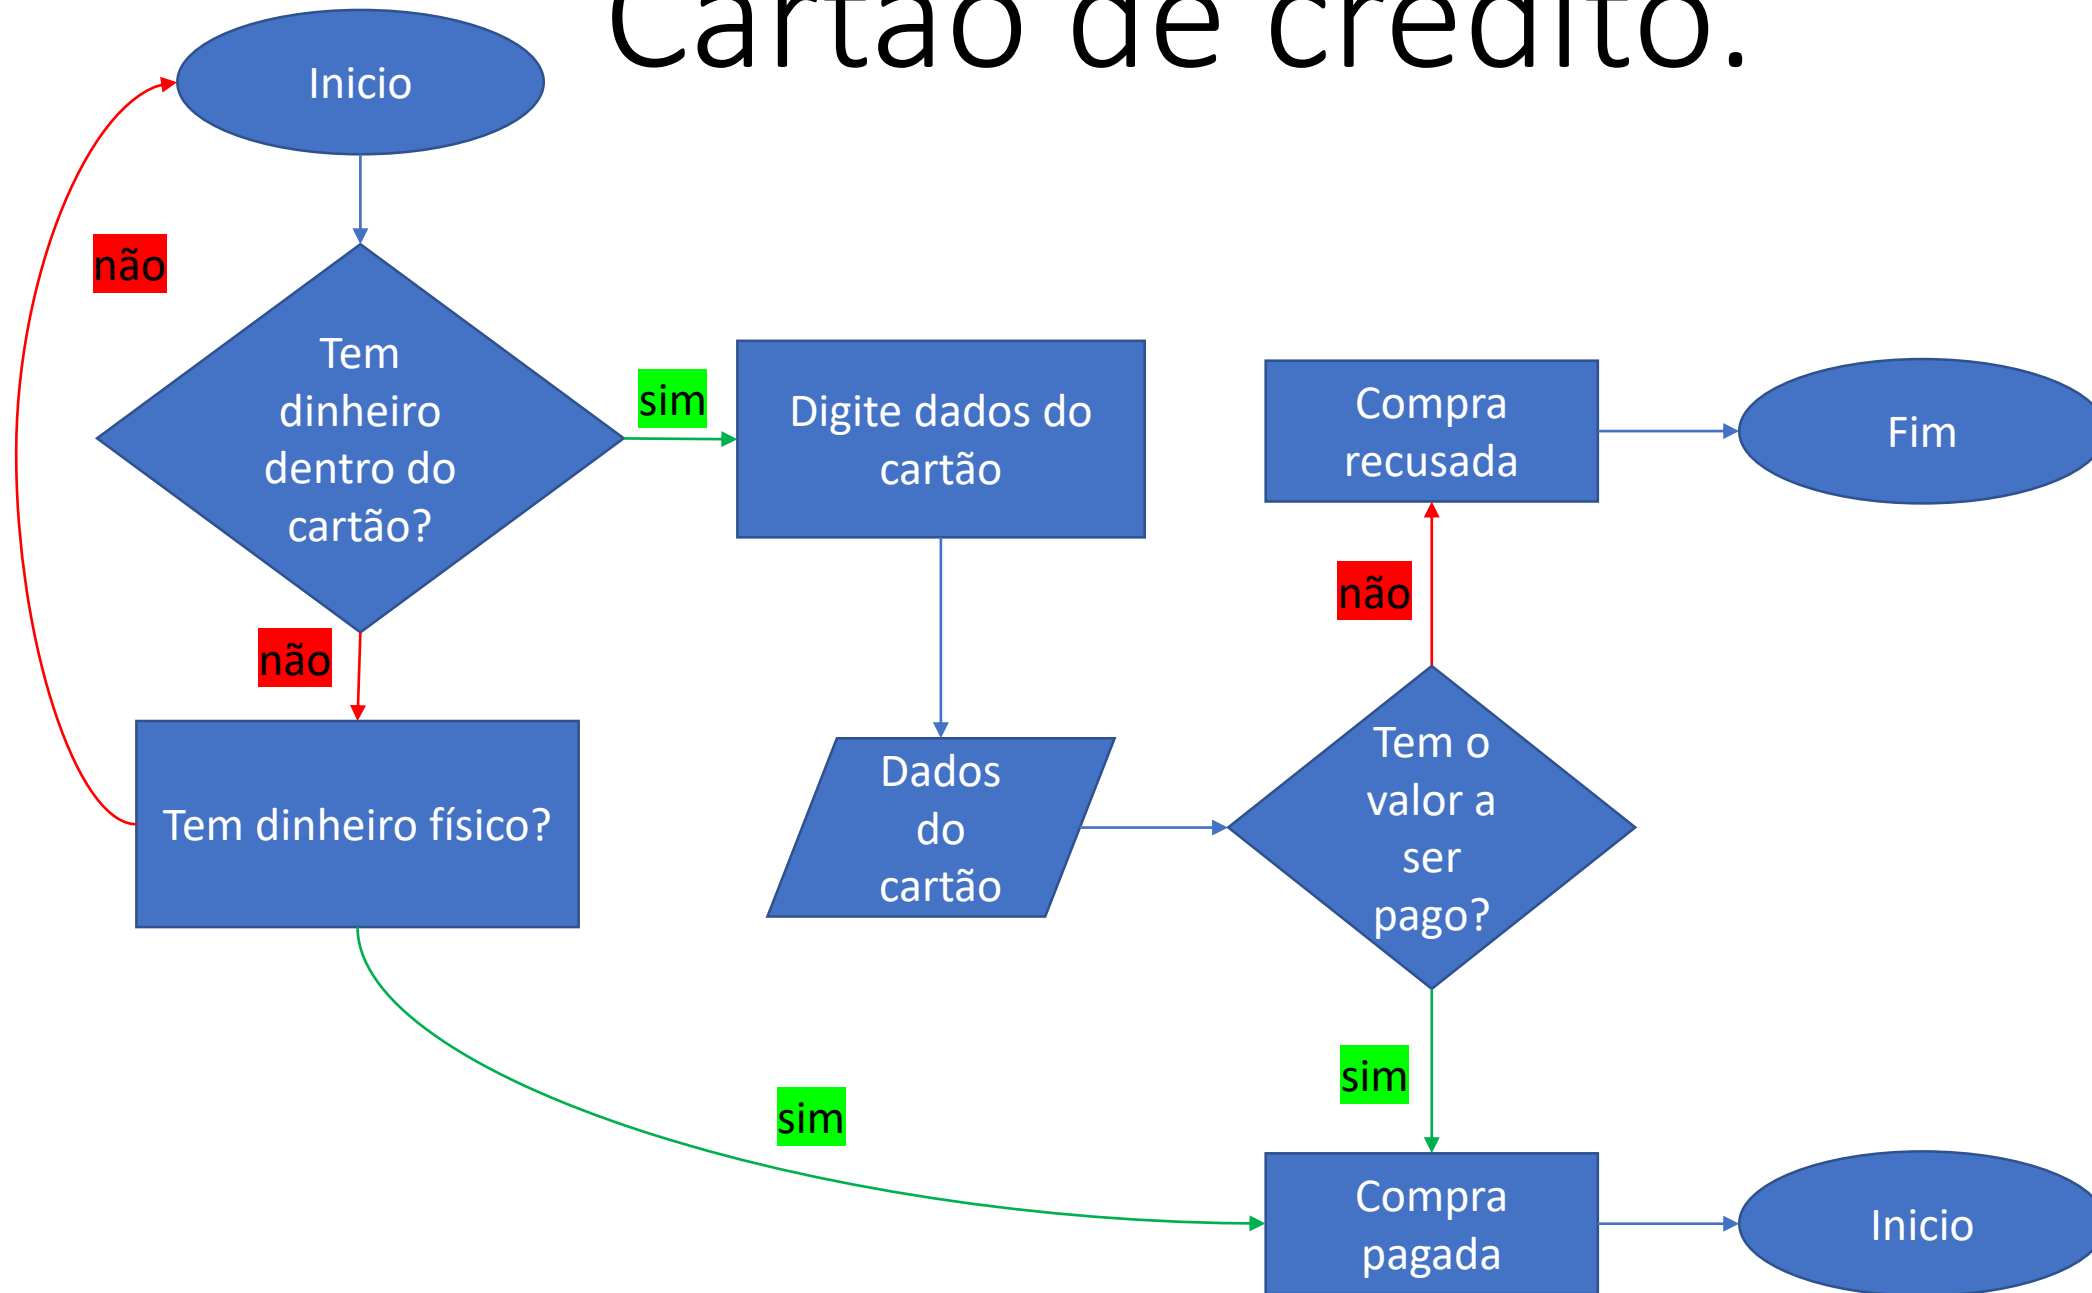 Cartão de crédito.
Inicio
não
Tem
dinheiro
dentro do
cartão?
sim
Digite dados do
cartão
Compra
recusada
Fim
não
não
Tem dinheiro físico?
Dados
do
cartão
Tem o
valor a
ser
pago?
sim
sim
Compra
pagada
Inicio